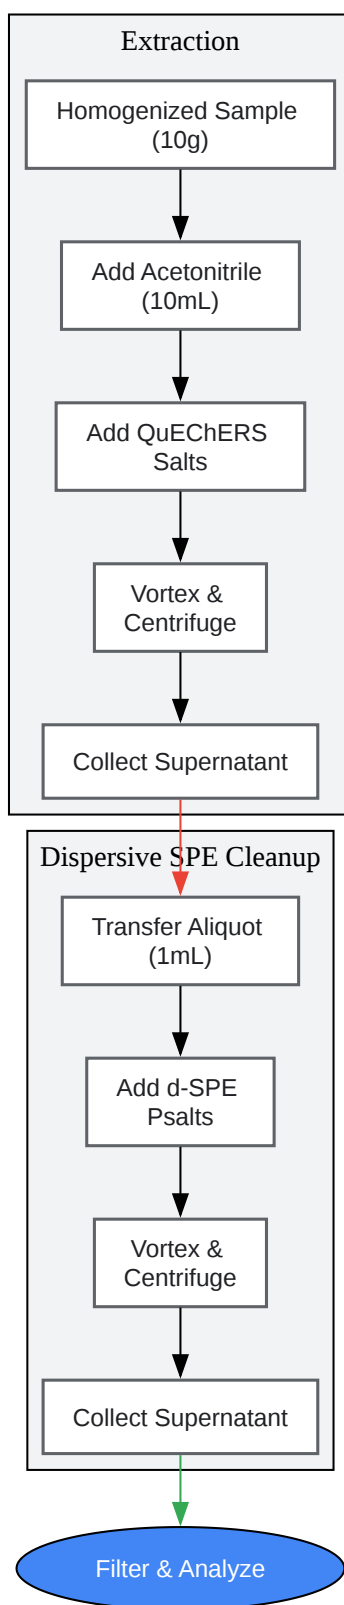 Extraction
Homogenized Sample
(10g)
Add Acetonitrile
(10mL)
Add QuEChERS
Salts
Vortex &
Centrifuge
Collect Supernatant
Dispersive SPE Cleanup
Transfer Aliquot
(1mL)
Add d-SPE
Psalts
Vortex &
Centrifuge
Collect Supernatant
Filter & Analyze